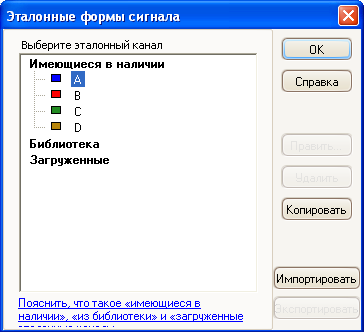 Эталонные формы сигнала
Выберите эталонный канал
Имеющиеся в наличии
A
B
C
D
Библиотека
Загруженные
OK
Справка
Править...
Удалить
Копировать
Импортировать
Экспортировать
Пояснить, что такое «имеющиеся в
наличии», «из библиотеки» и «загруженные